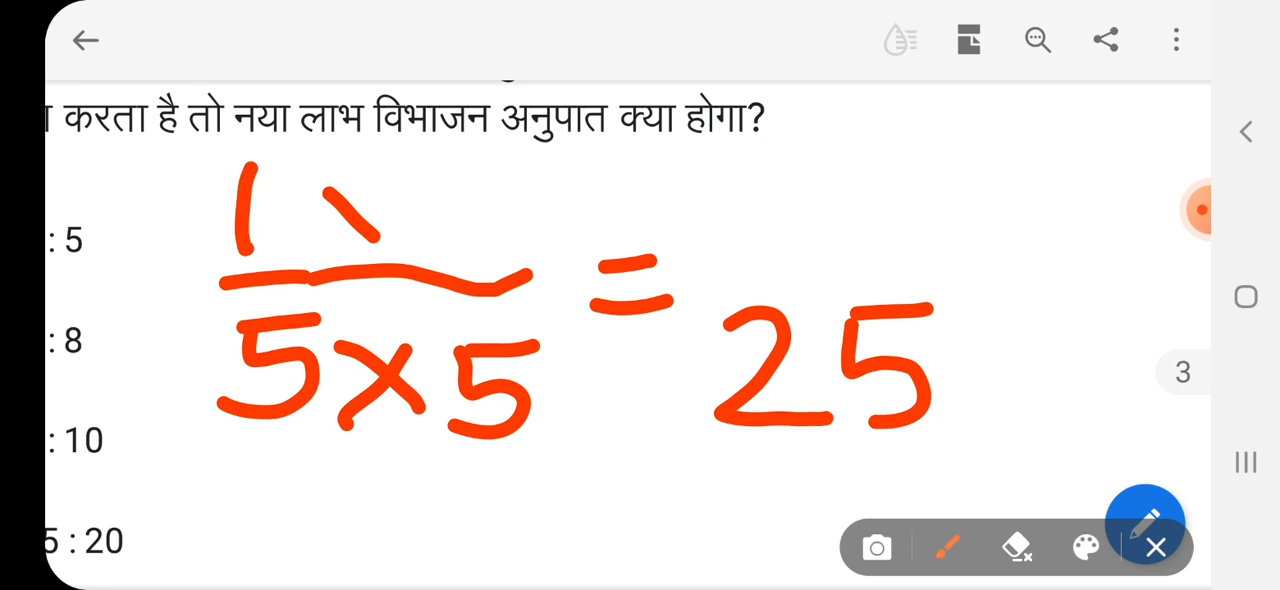 करता है तो नया लाभ विभाजन अनुपात क्या होगा?
: 5
: 8
: 10
5 : 20
1
5 × 5 = 25
3